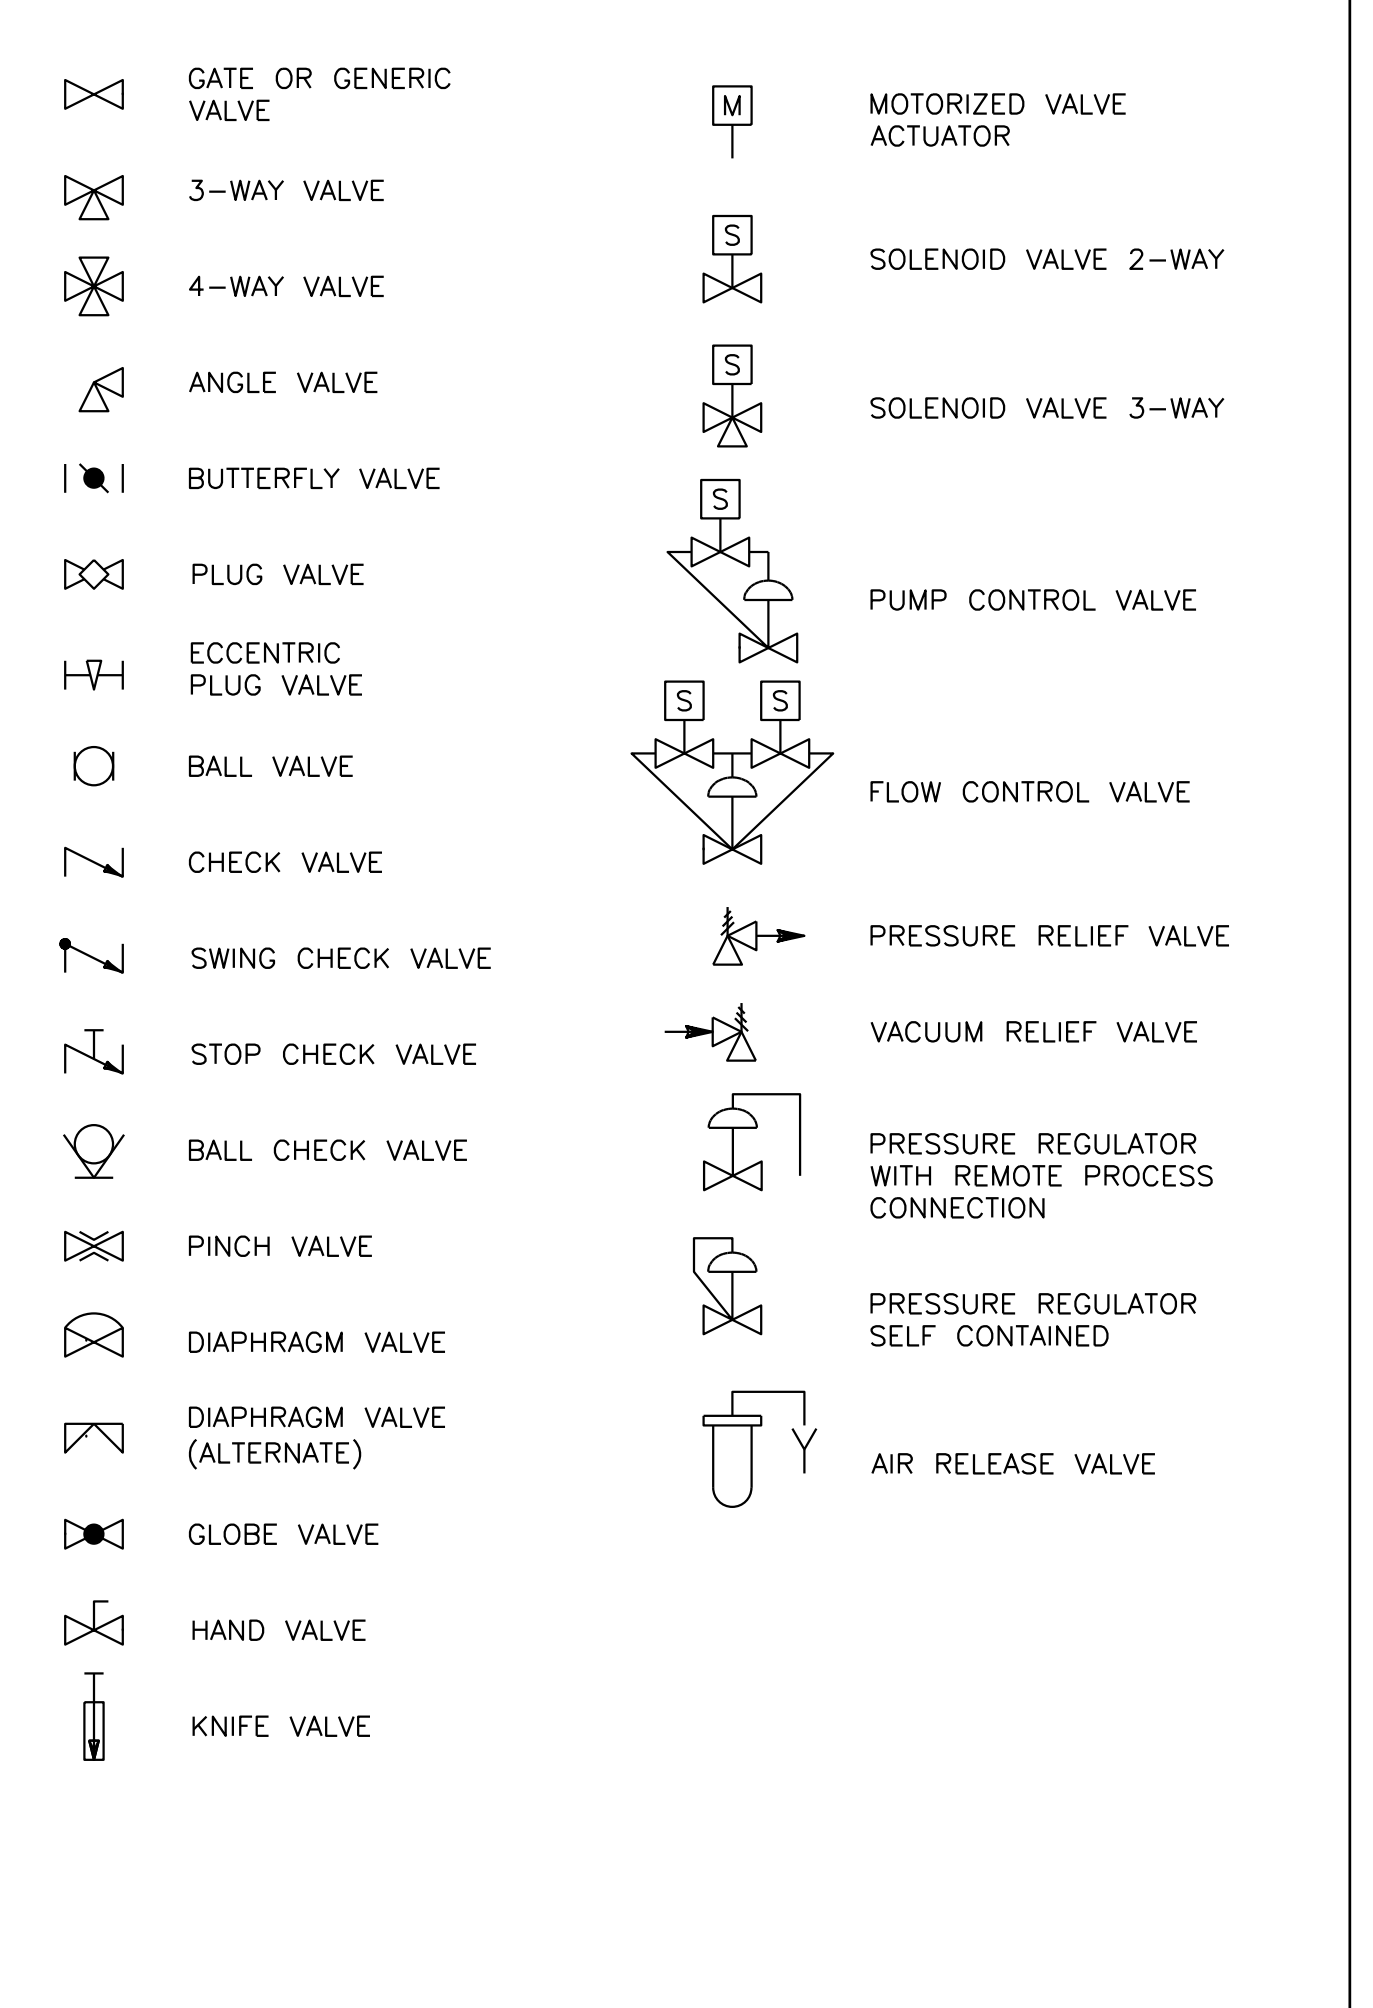 GATE OR GENERIC
VALVE
3-WAY VALVE
4-WAY VALVE
ANGLE VALVE
BUTTERFLY VALVE
PLUG VALVE
ECCENTRIC
PLUG VALVE
BALL VALVE
CHECK VALVE
SWING CHECK VALVE
STOP CHECK VALVE
BALL CHECK VALVE
PINCH VALVE
DIAPHRAGM VALVE
DIAPHRAGM VALVE
(ALTERNATE)
GLOBE VALVE
HAND VALVE
KNIFE VALVE
M
MOTORIZED VALVE
ACTUATOR
S
SOLENOID VALVE 2-WAY
S
SOLENOID VALVE 3-WAY
S
PUMP CONTROL VALVE
S S
FLOW CONTROL VALVE
PRESSURE RELIEF VALVE
VACUUM RELIEF VALVE
PRESSURE REGULATOR
WITH REMOTE PROCESS
CONNECTION
PRESSURE REGULATOR
SELF CONTAINED
AIR RELEASE VALVE